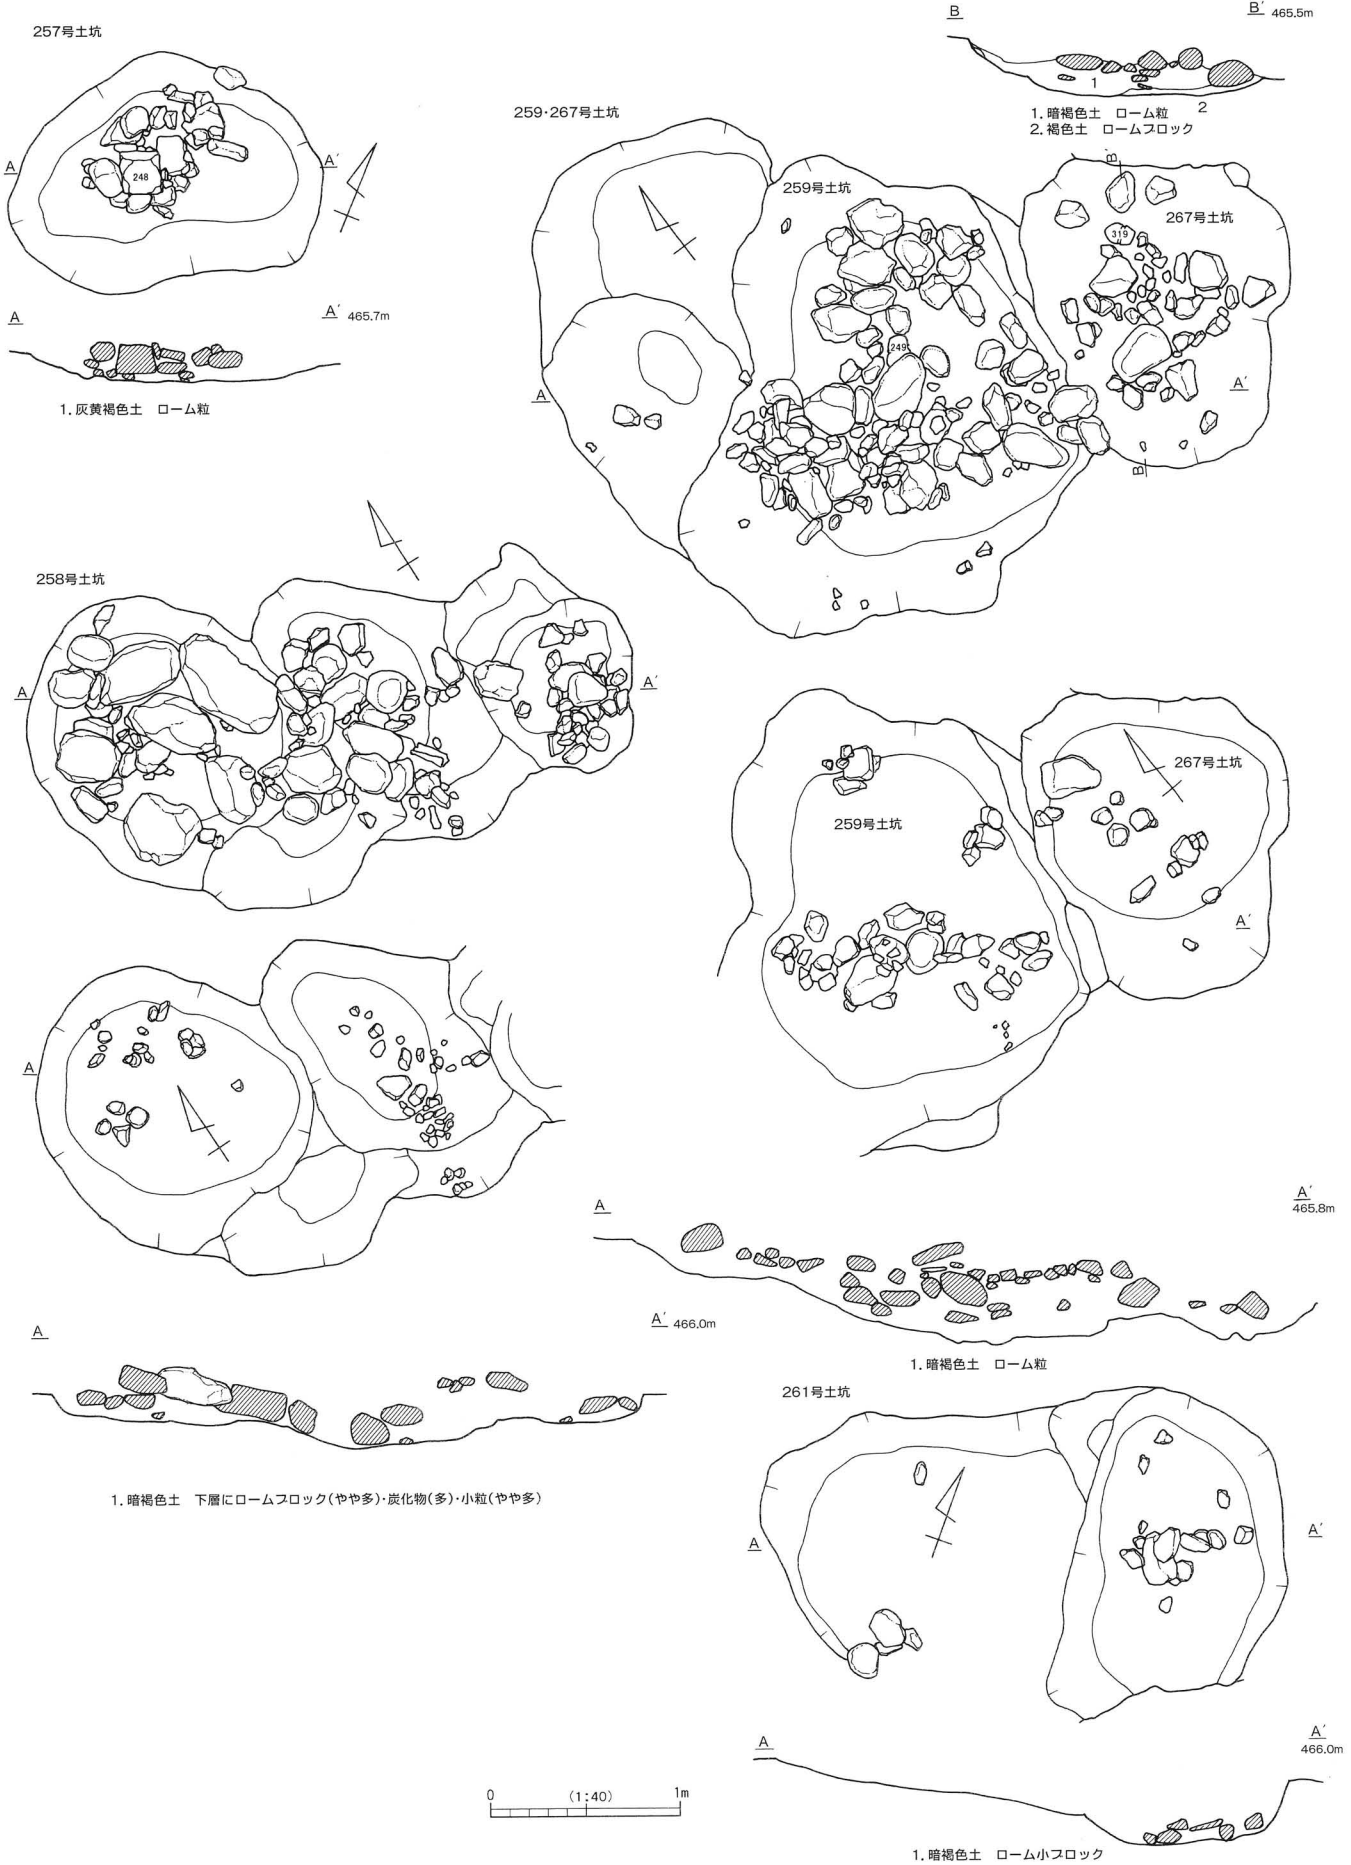 257号土坑
248
A
A′
A
A′ 465.7m
1. 灰黄褐色土　ローム粒
B
B′ 465.5m
1
2
1. 暗褐色土　ローム粒
2. 褐色土　ロームブロック
259・267号土坑
259号土坑
267号土坑
B′
319
249
A
A′
B
258号土坑
A
A′
259号土坑
267号土坑
A′
A
A
A′ 466.0m
1. 暗褐色土　下層にロームブロック(やや多)・炭化物(多)・小粒(やや多)
A
A′
465.8m
1. 暗褐色土　ローム粒
261号土坑
A
A′
A
A′
466.0m
1. 暗褐色土　ローム小ブロック
0
(1:40)
1m